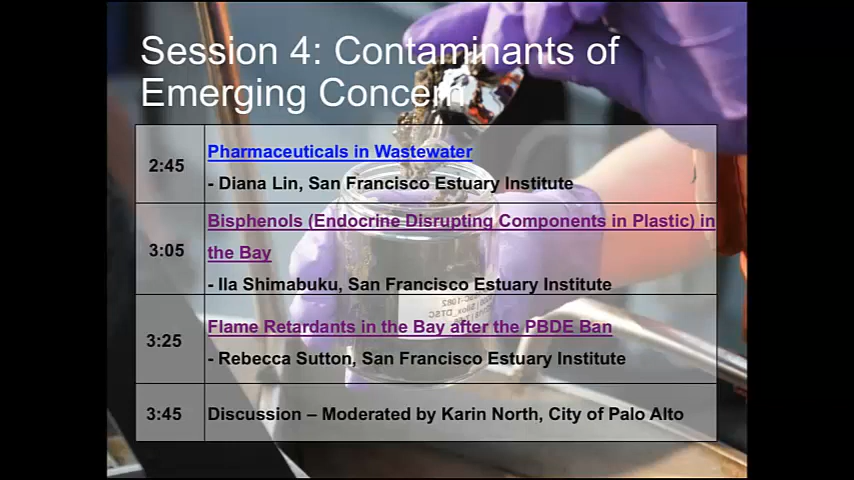 Session 4: Contaminants of
Emerging Concern
2:45
Pharmaceuticals in Wastewater
- Diana Lin, San Francisco Estuary Institute
3:05
Bisphenols (Endocrine Disrupting Components in Plastic) in
the Bay
- Ila Shimabuku, San Francisco Estuary Institute
3:25
Flame Retardants in the Bay after the PBDE Ban
- Rebecca Sutton, San Francisco Estuary Institute
3:45
Discussion – Moderated by Karin North, City of Palo Alto